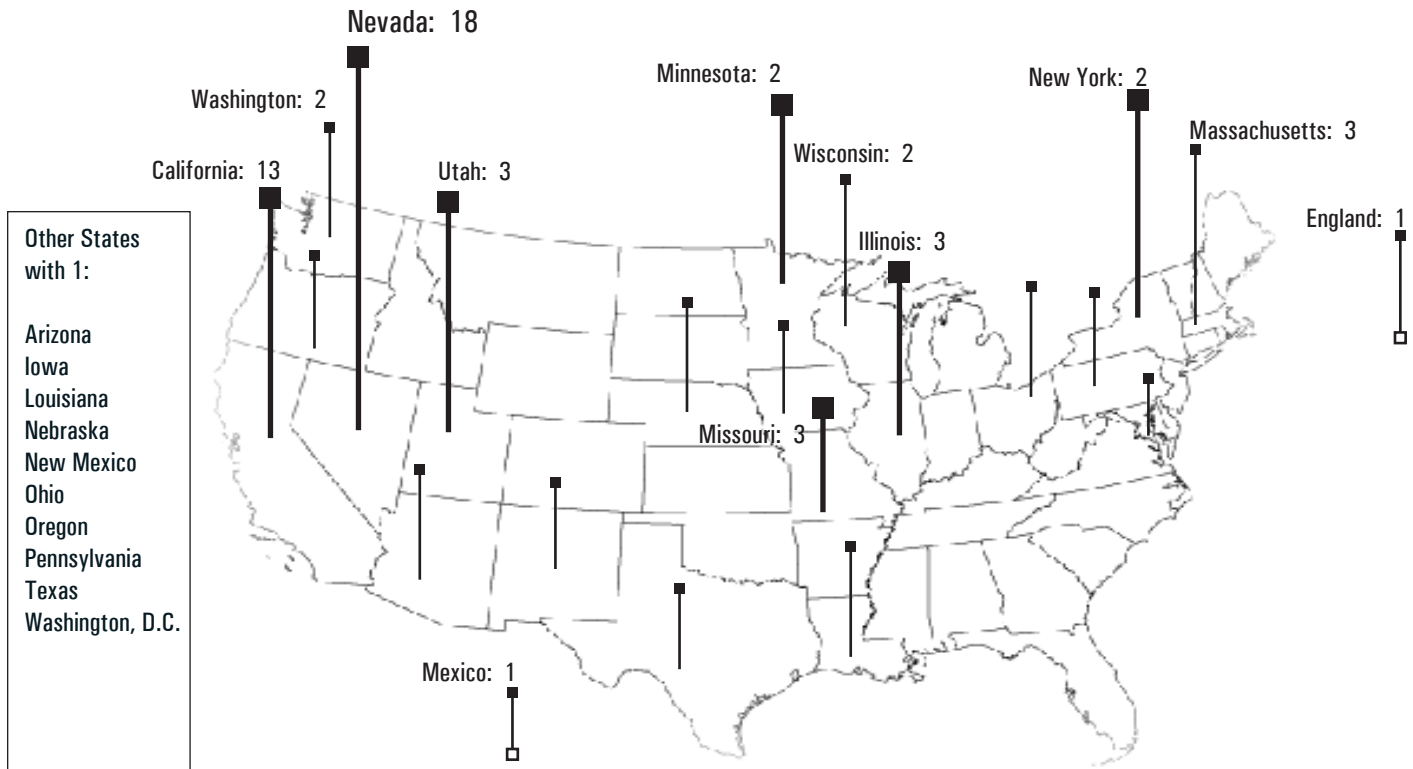 Nevada: 18
Minnesota: 2
New York: 2
Washington: 2
Massachusetts: 3
Wisconsin: 2
California: 13
Utah: 3
England: 1
Illinois: 3
Missouri: 3
Mexico: 1
Other States
with 1:
Arizona
Iowa
Louisiana
Nebraska
New Mexico
Ohio
Oregon
Pennsylvania
Texas
Washington, D.C.